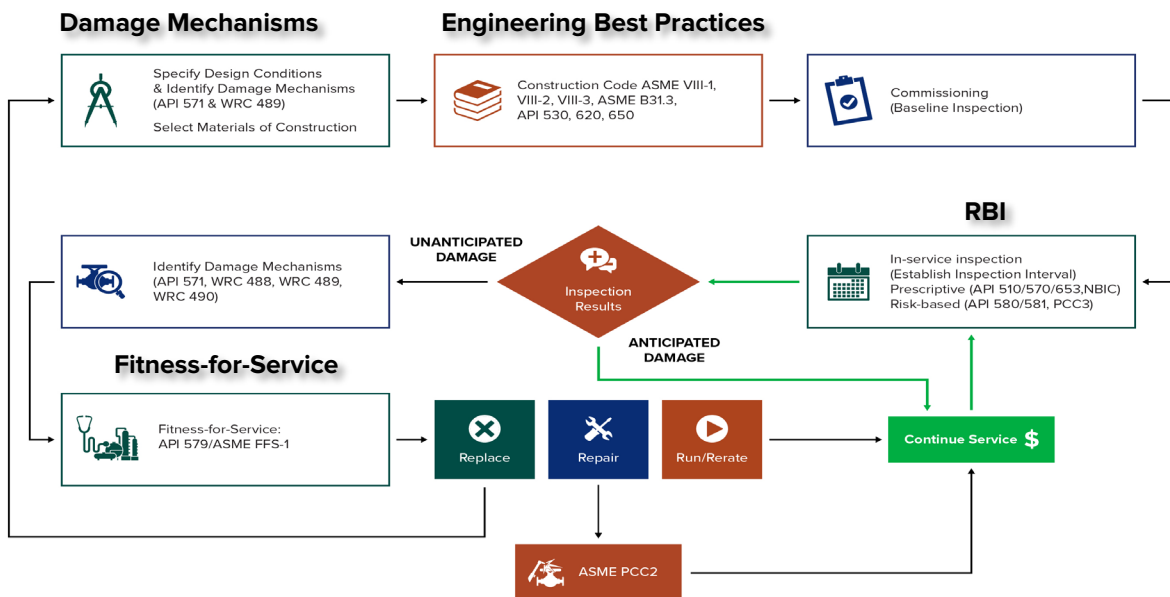 Damage Mechanisms
Engineering Best Practices
Specify Design Conditions
& Identify Damage Mechanisms
(API 571 & WRC 489)
Select Materials of Construction
Construction Code ASME VIII-1,
VIII-2, VIII-3, ASME B31.3,
API 530, 620, 650
Commissioning
(Baseline Inspection)
RBI
In-service inspection
(Establish Inspection Interval)
Prescriptive (API 510/570/653,NBIC)
Risk-based (API 580/581, PCC3)
Inspection
Results
UNANTICIPATED
DAMAGE
ANTICIPATED
DAMAGE
Identify Damage Mechanisms
(API 571, WRC 488, WRC 489,
WRC 490)
Fitness-for-Service
Fitness-for-Service:
API 579/ASME FFS-1
Replace
Repair
Run/Rerate
Continue Service $
ASME PCC2